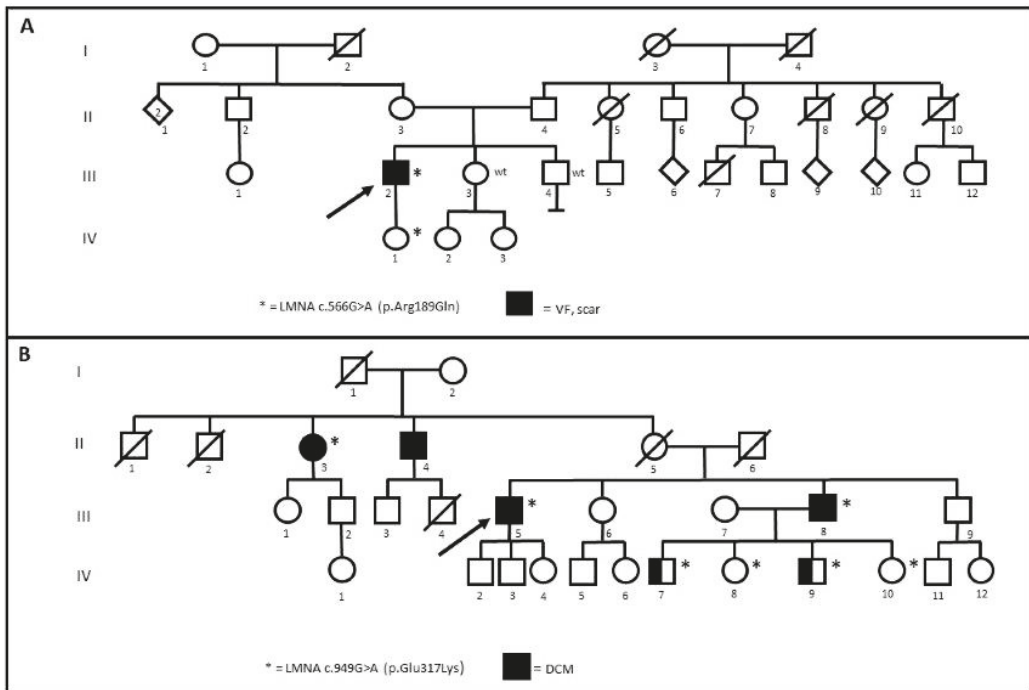 A
I
1 2 3 4
II
2
1 2 3 4 5 6 7 8 9 10
III
* wt wt
1 2 3 4 5 6 7 8 9 10 11 12
IV
*
1 2 3
* = LMNA c.566G>A (p.Arg189Gln) = VF, scar
B
I
1 2
II
*
1 2 3 4 5 6
III
* *
1 2 3 4 5 6 7 8 9
IV
* * * *
1 2 3 4 5 6 7 8 9 10 11 12
* = LMNA c.949G>A (p.Glu317Lys) = DCM